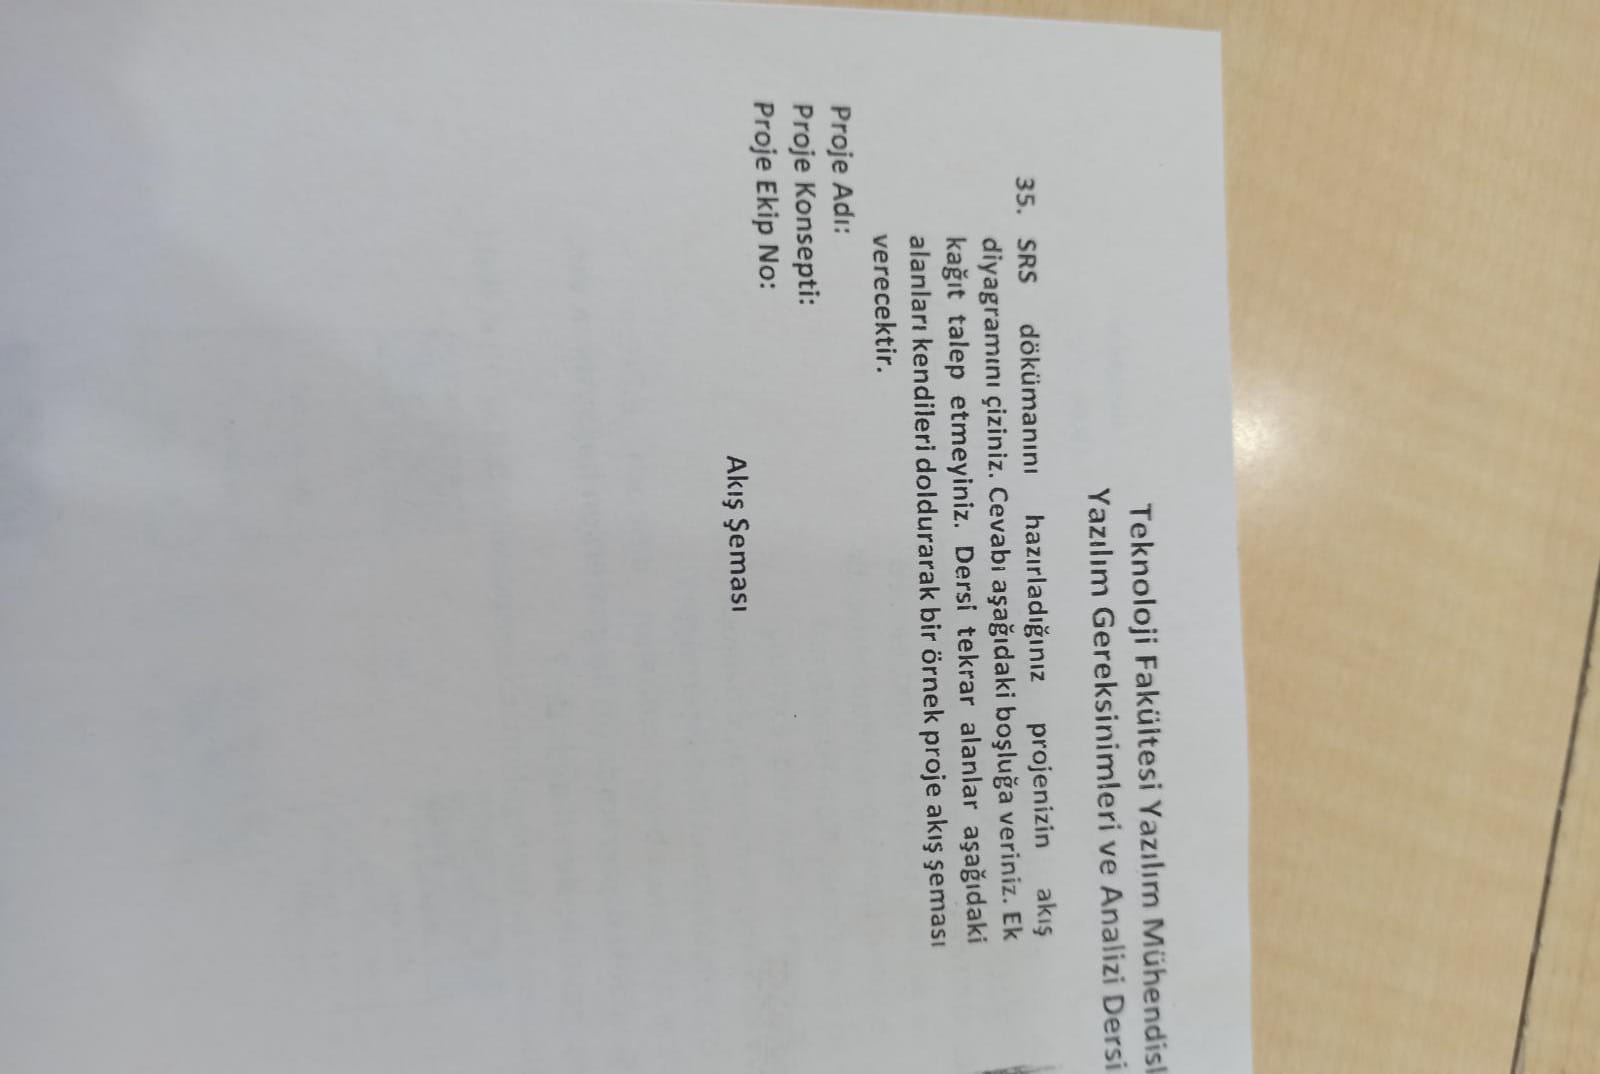 Teknoloji Fakültesi Yazılım Mühendisl
Yazılım Gereksinimleri ve Analizi Dersi
35. SRS dökümanını hazırladığınız projenizin akış
diyagramını çiziniz. Cevabı aşağıdaki boşluğa veriniz. Ek
kağıt talep etmeyiniz. Dersi tekrar alanlar aşağıdaki
alanları kendileri doldurarak bir örnek proje akış şeması
verecektir.
Proje Adı:
Proje Konsepti:
Proje Ekip No:
Akış Şeması